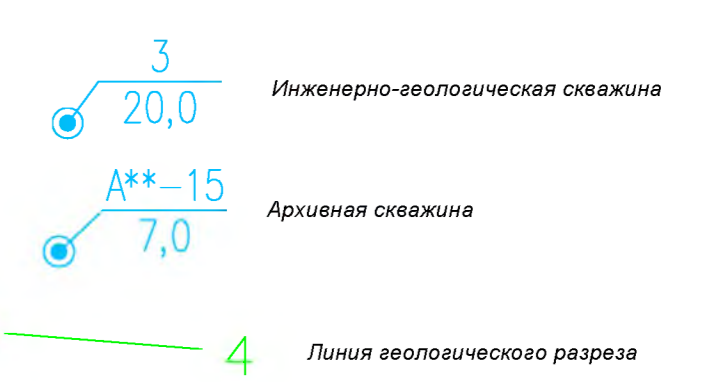 3
20,0
Инженерно-геологическая скважина
A**-15
7,0
Архивная скважина
4
Линия геологического разреза